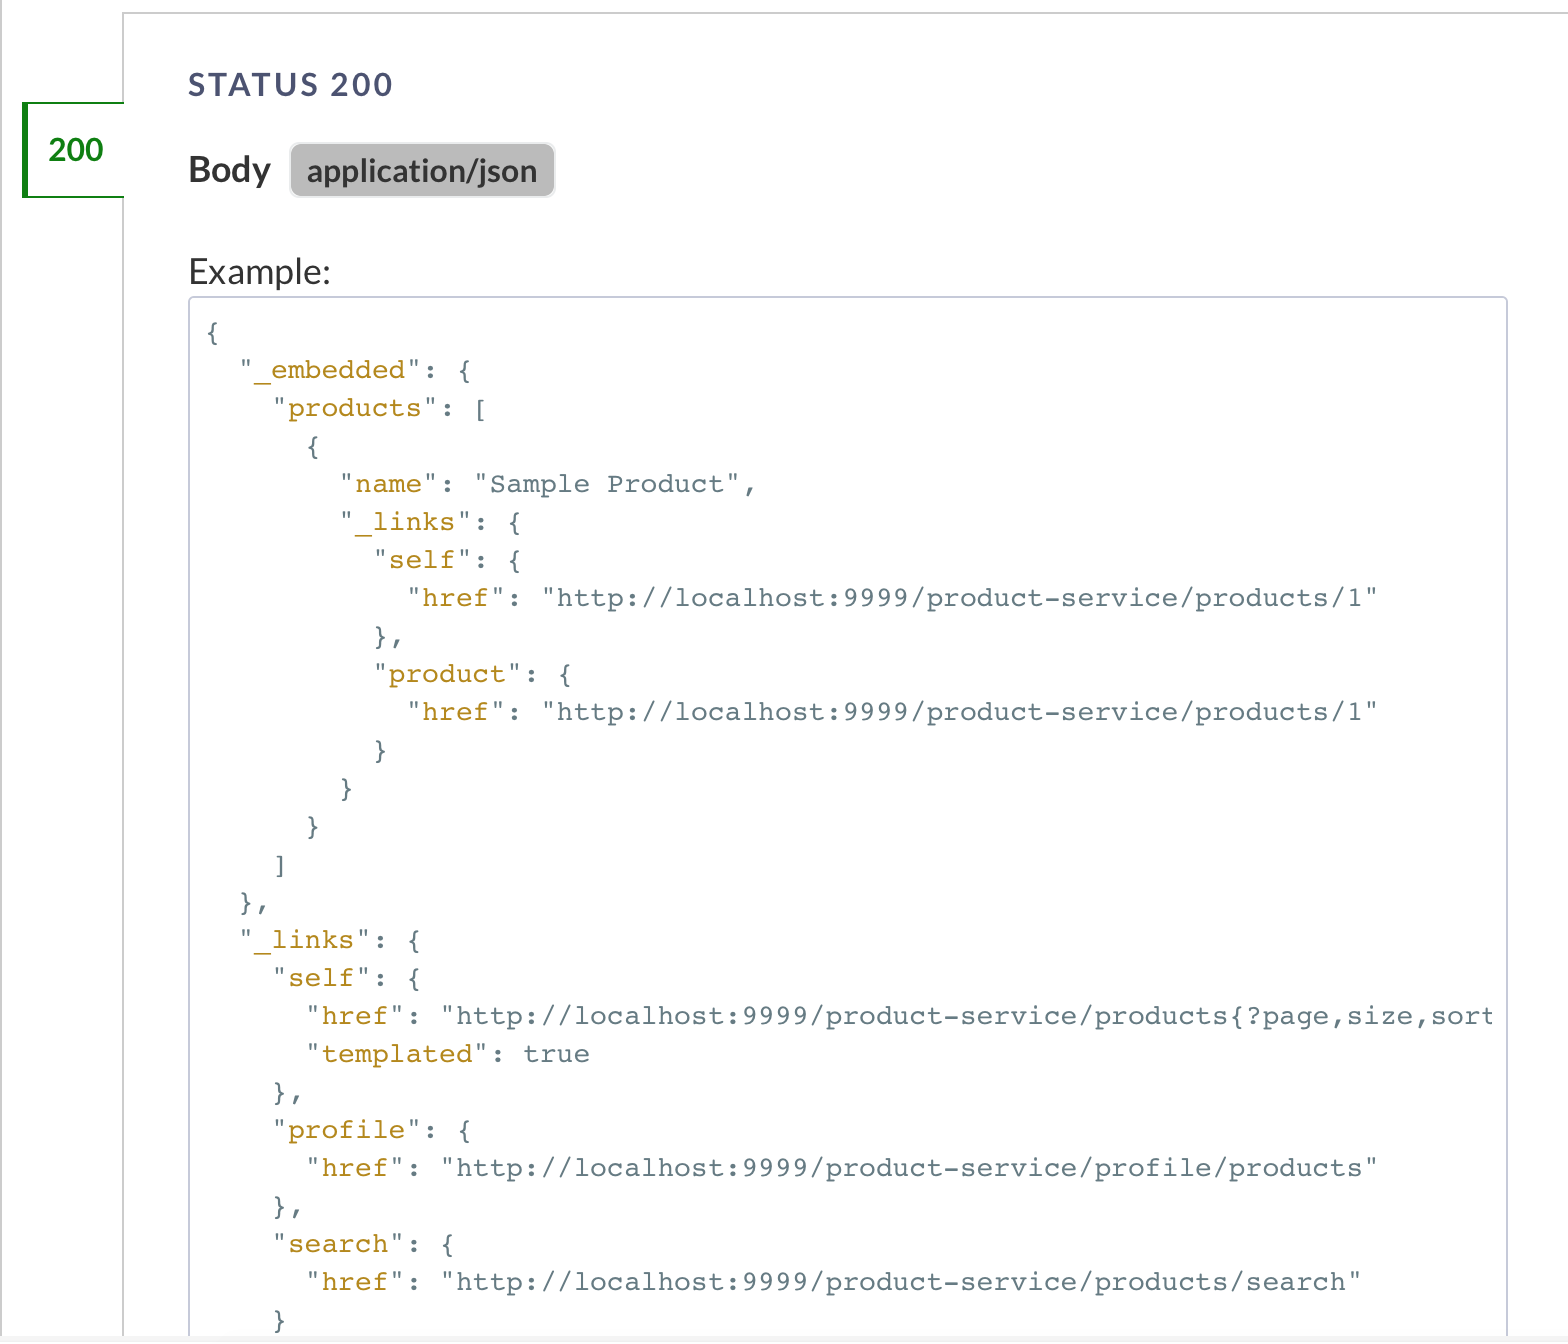 STATUS 200
200
Body application/json
Example:
{
  "_embedded": {
    "products": [
      {
        "name": "Sample Product",
        "_links": {
          "self": {
            "href": "http://localhost:9999/product-service/products/1"
          },
          "product": {
            "href": "http://localhost:9999/product-service/products/1"
          }
        }
      }
    ]
  },
  "_links": {
    "self": {
      "href": "http://localhost:9999/product-service/products{?page,size,sort
      "templated": true
    },
    "profile": {
      "href": "http://localhost:9999/product-service/profile/products"
    },
    "search": {
      "href": "http://localhost:9999/product-service/products/search"
    }